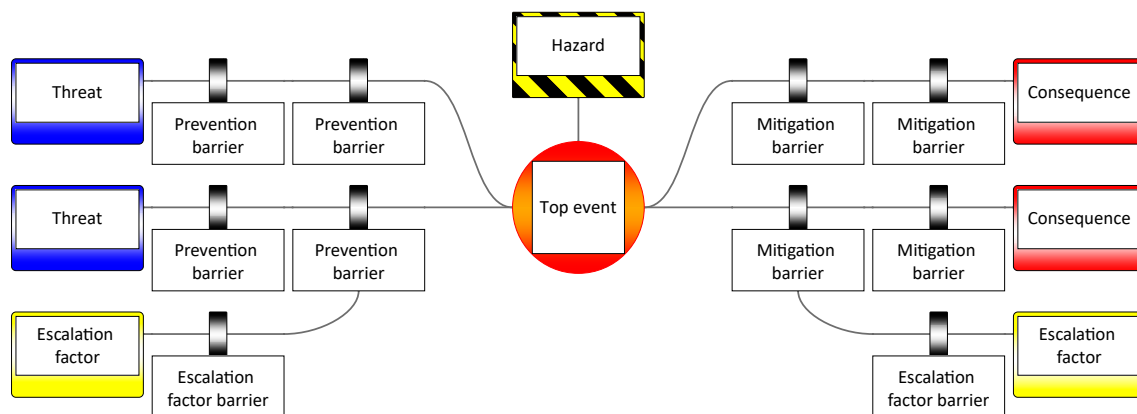 Hazard
Threat
Prevention
barrier
Prevention
barrier
Mitigation
barrier
Mitigation
barrier
Consequence
Top event
Threat
Prevention
barrier
Prevention
barrier
Mitigation
barrier
Mitigation
barrier
Consequence
Escalation
factor
Escalation
factor barrier
Escalation
factor barrier
Escalation
factor